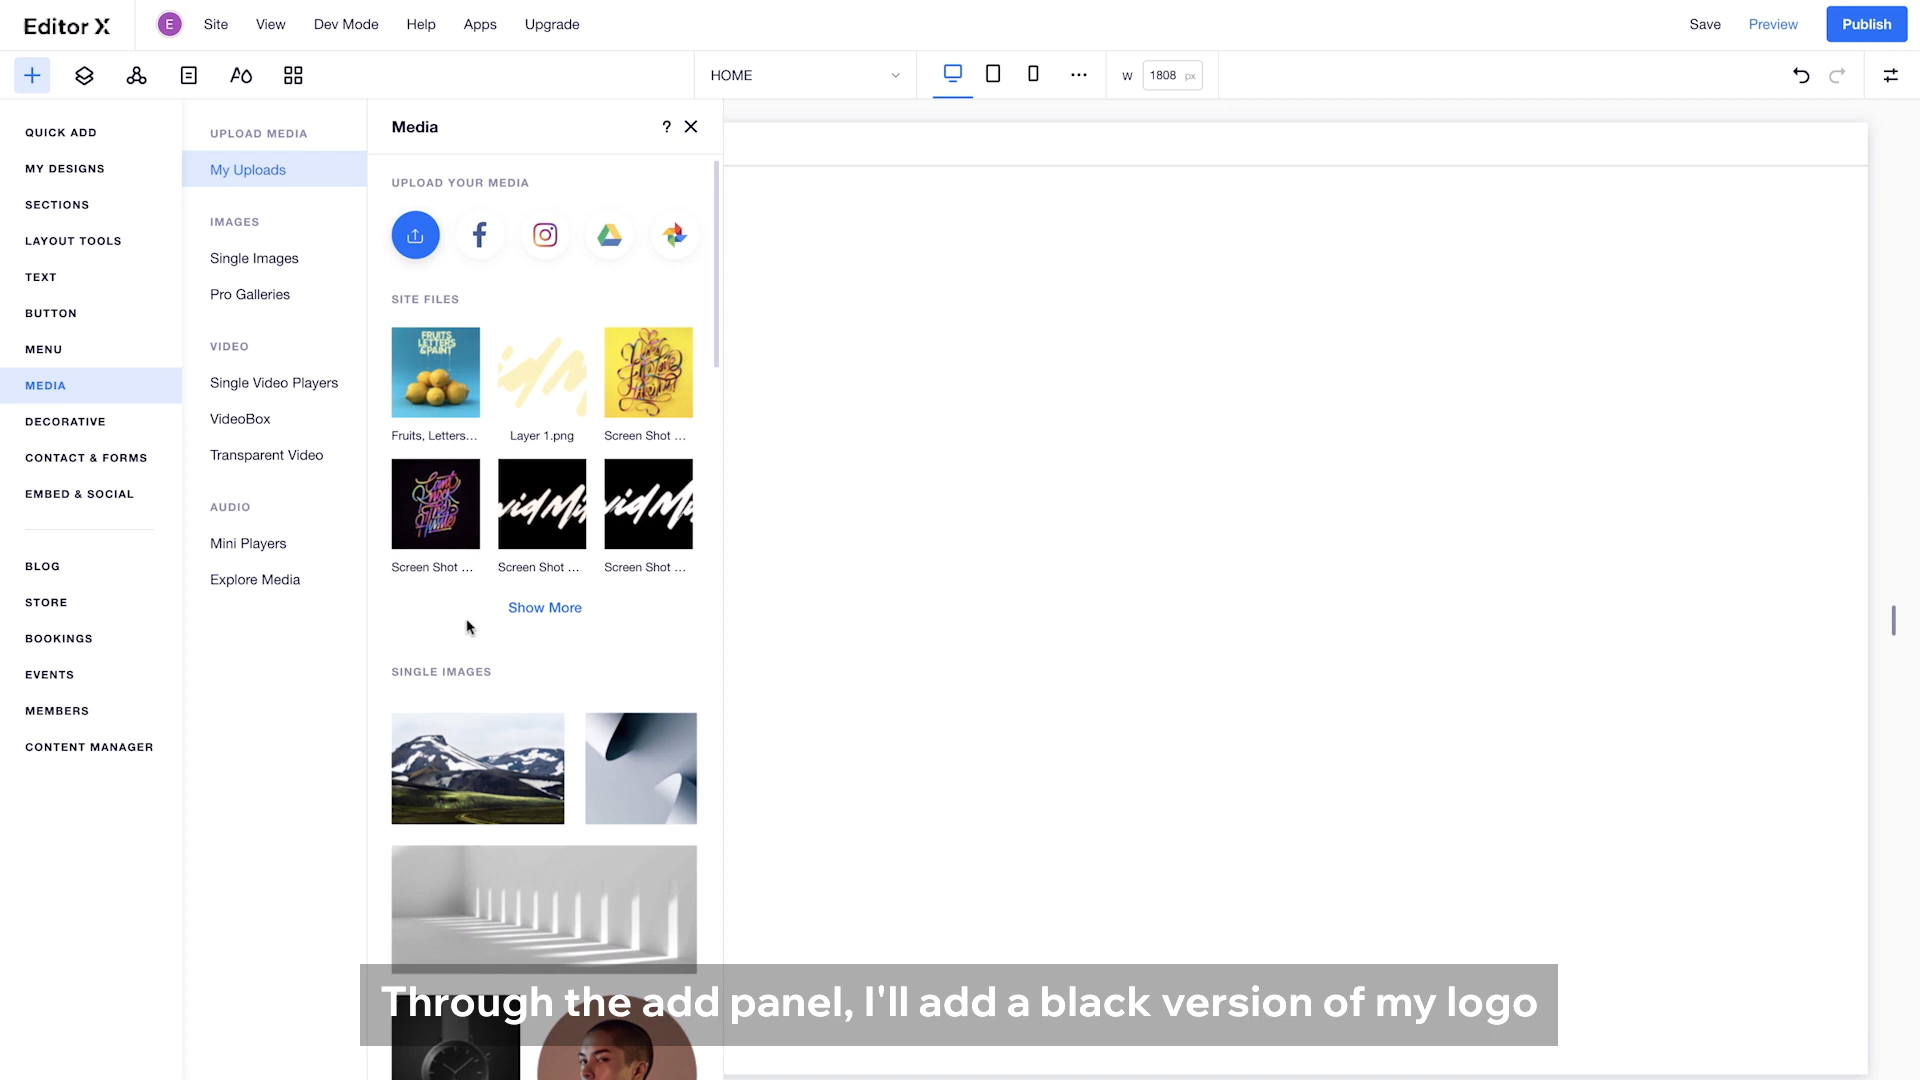 Editor X
E
Site
View
Dev Mode
Help
Apps
Upgrade
Save
Preview
Publish
HOME
W
1808 px
QUICK ADD
MY DESIGNS
SECTIONS
LAYOUT TOOLS
TEXT
BUTTON
MENU
MEDIA
DECORATIVE
CONTACT & FORMS
EMBED & SOCIAL
BLOG
STORE
BOOKINGS
EVENTS
MEMBERS
CONTENT MANAGER
UPLOAD MEDIA
My Uploads
IMAGES
Single Images
Pro Galleries
VIDEO
Single Video Players
VideoBox
Transparent Video
AUDIO
Mini Players
Explore Media
Media
?
UPLOAD YOUR MEDIA
SITE FILES
FRUITS
LETTERS
&PAINT
Fruits, Letters...
Layer 1.png
Screen Shot ...
Can't
knock
The
Hustle
Screen Shot ...
Screen Shot ...
Screen Shot ...
Show More
SINGLE IMAGES
Through the add panel, I'll add a black version of my logo